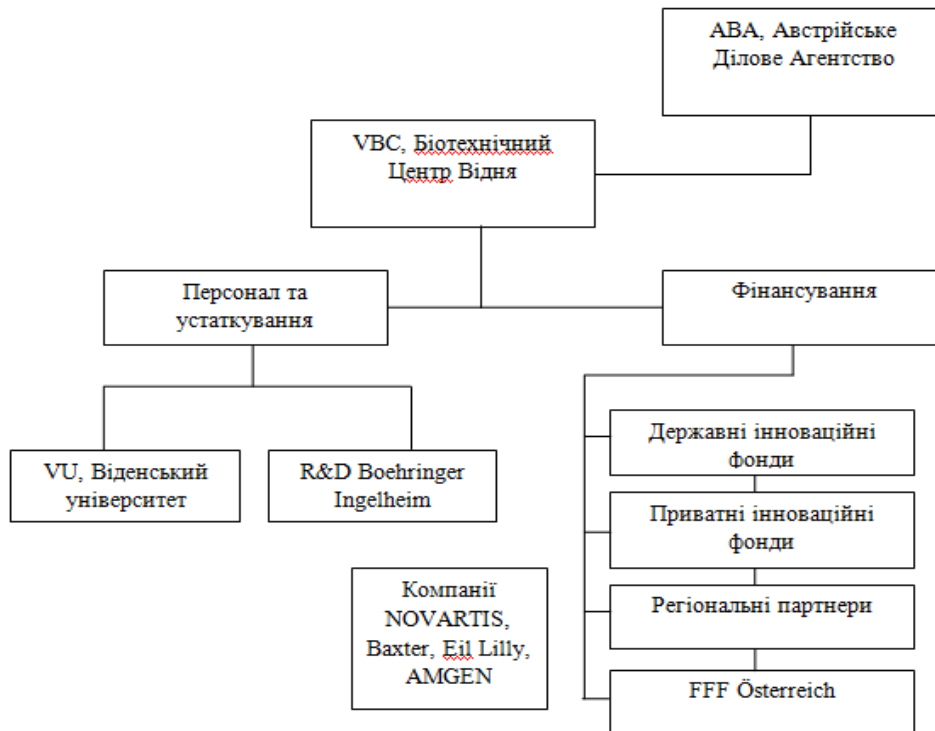 ABA, Австрійське
Ділове Агентство
VBC, Біотехнічний
Центр Відня
Персонал та
устаткування
Фінансування
VU, Віденський
університет
R&D Boehringer
Ingelheim
Державні інноваційні
фонди
Приватні інноваційні
фонди
Компанії
NOVARTIS,
Baxter, Eil Lilly,
AMGEN
Регіональні партнери
FFF Österreich